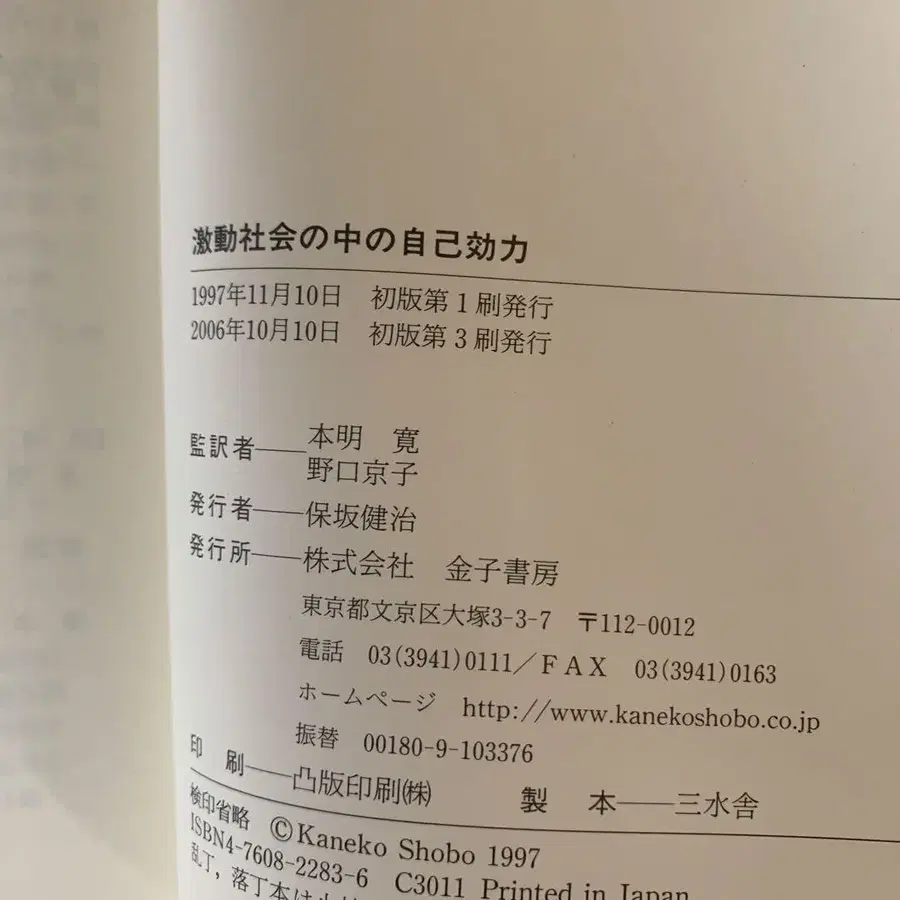 激動社会の中の自己効力
1997年11月10日　初版第1刷発行
2006年10月10日　初版第3刷発行
監訳者——本明　寛
野口京子
発行者——保坂健治
発行所——株式会社　金子書房
東京都文京区大塚3-3-7　〒112-0012
電話　03(3941)0111／FAX　03(3941)0163
ホームページ　http://www.kanekoshobo.co.jp
振替　00180-9-103376
印　刷——凸版印刷㈱　製　本——三水舎
検印省略　©Kaneko Shobo 1997
ISBN4-7608-2283-6　C3011 Printed in Japan
乱丁，落丁本は